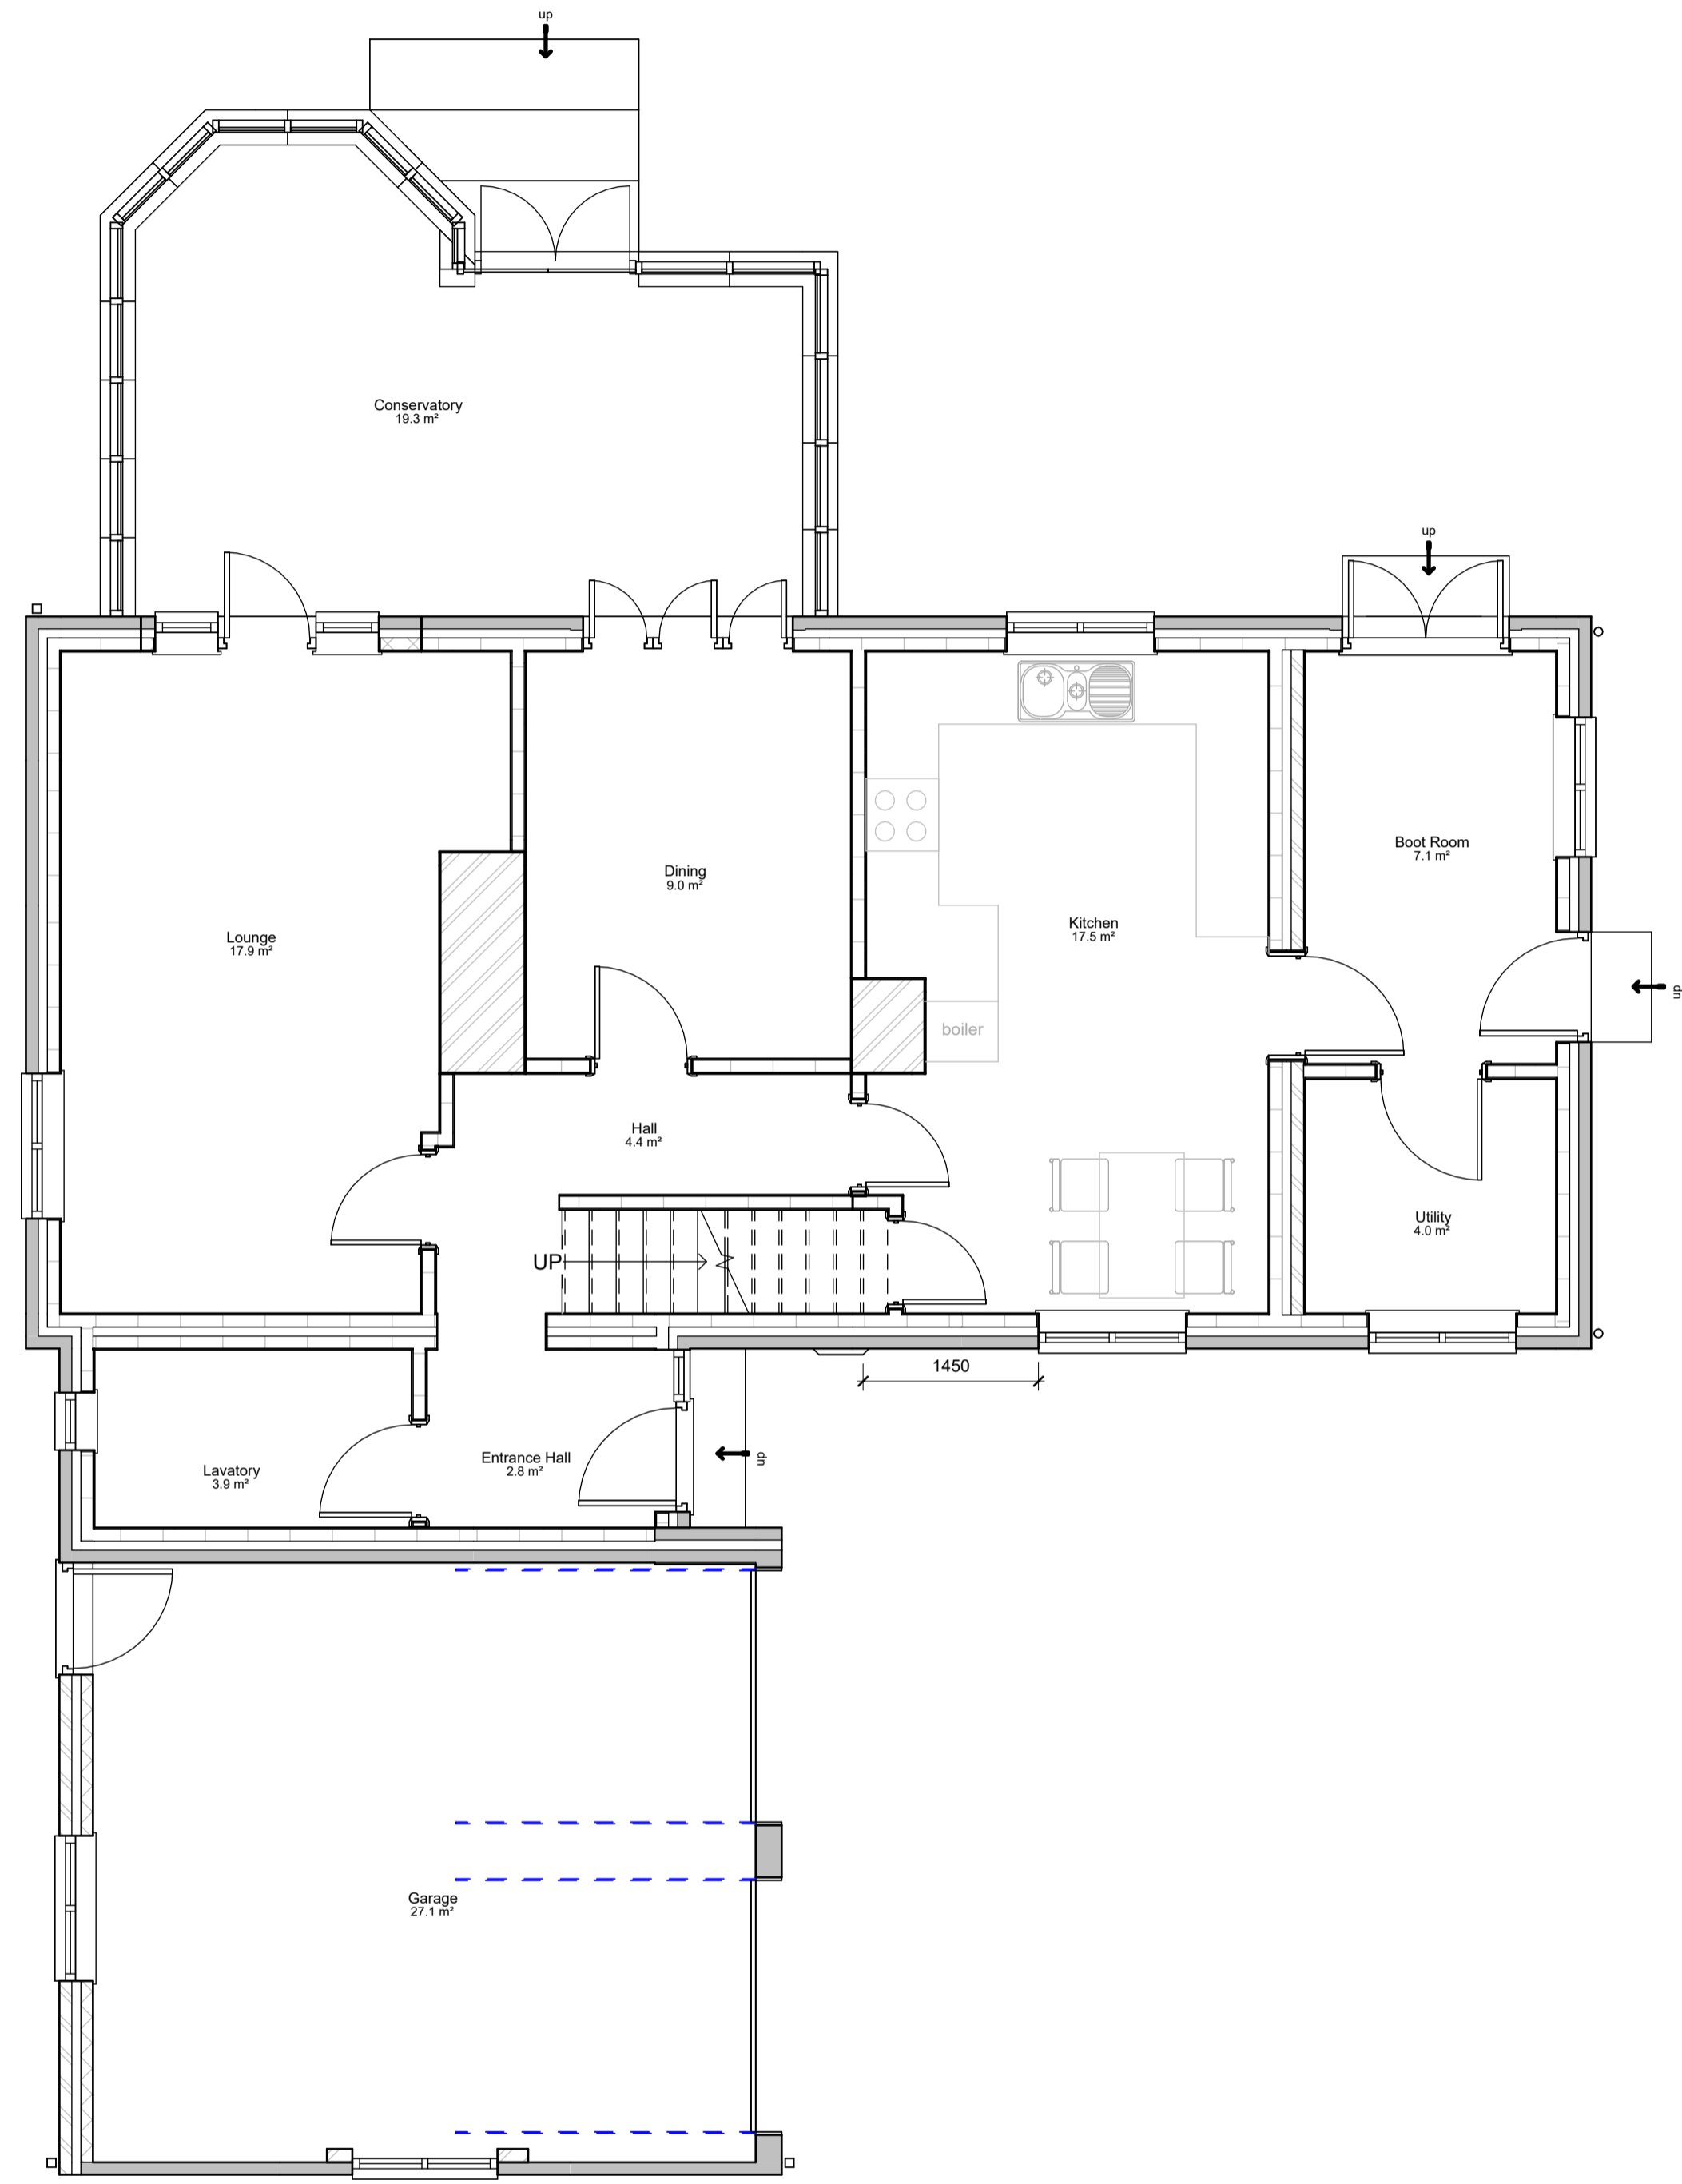 up
Conservatory
19.3 m²
up
Boot Room
7.1 m²
Dining
9.0 m²
Kitchen
17.5 m²
Lounge
17.9 m²
up
boiler
Hall
4.4 m²
Utility
4.0 m²
UP
1450
Entrance Hall
2.8 m²
up
Lavatory
3.9 m²
Garage
27.1 m²